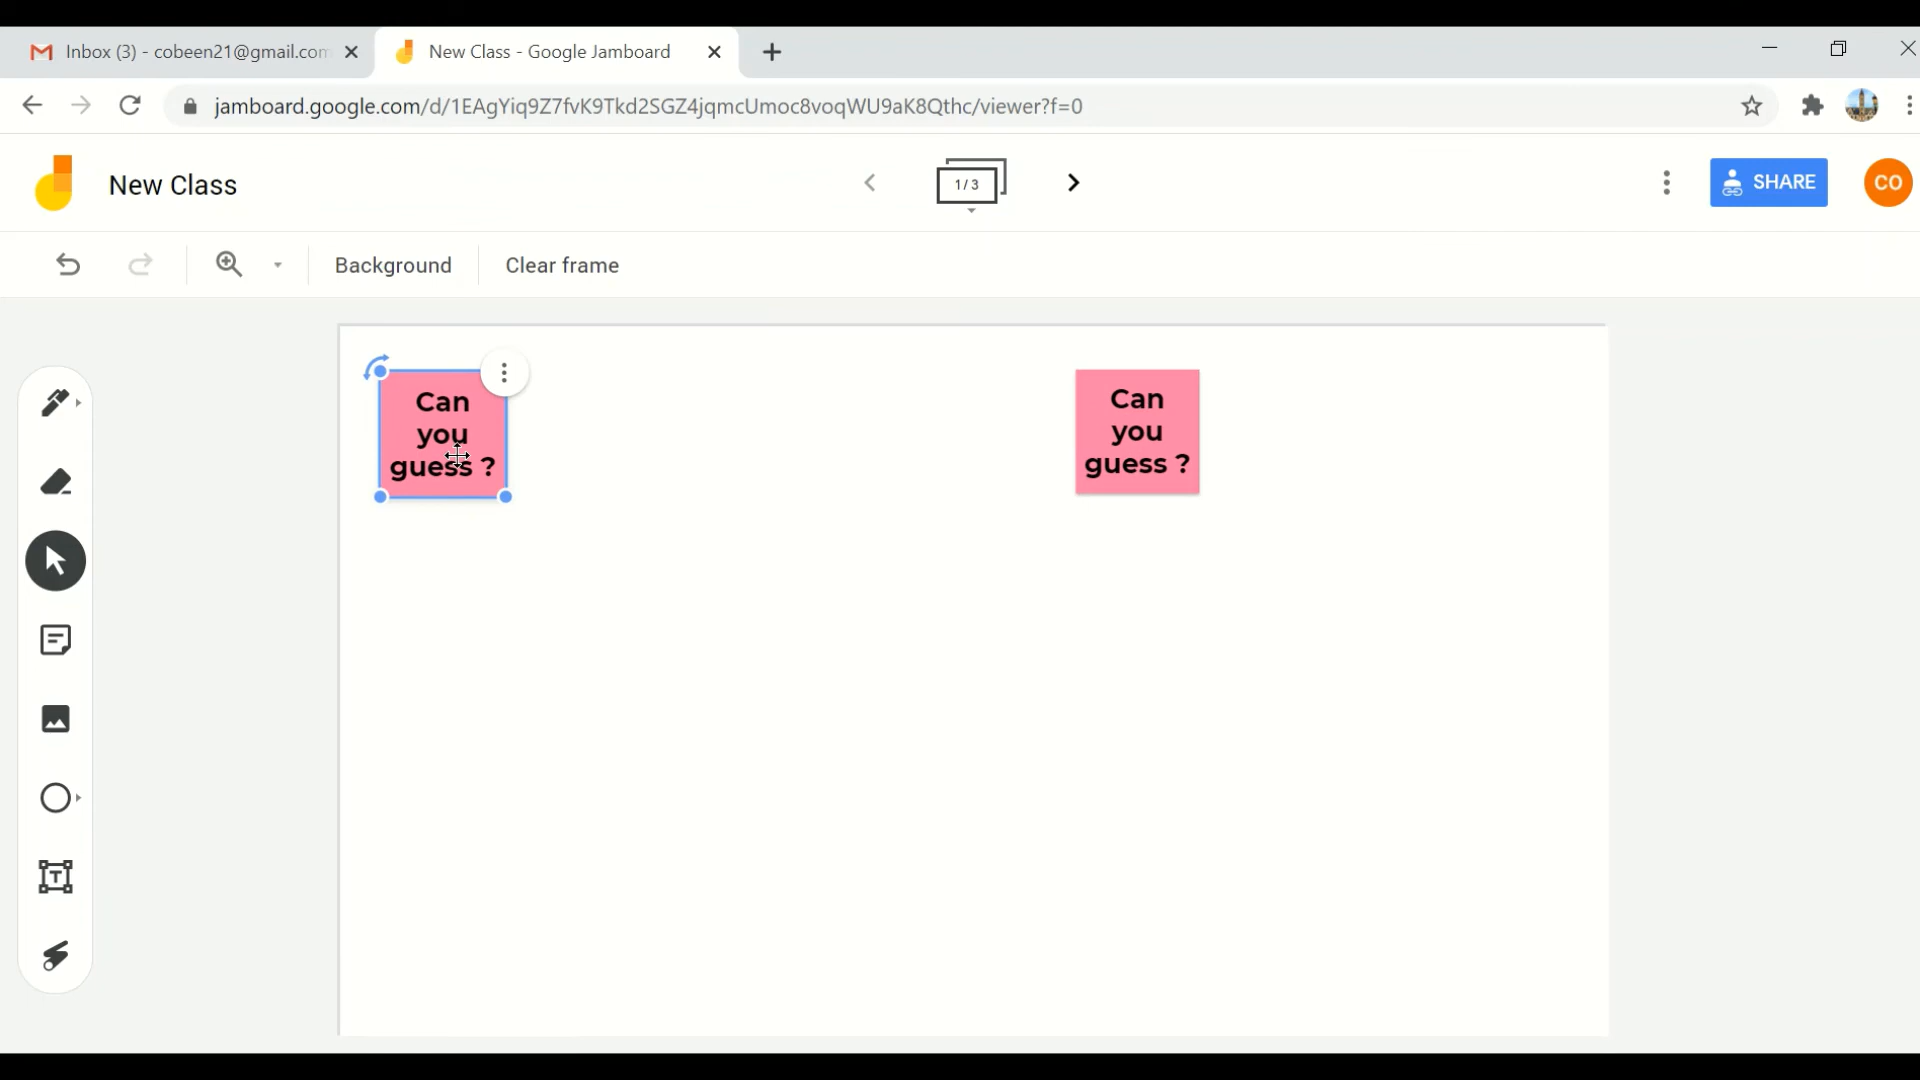 Inbox (3) - cobeen21@gmail.com
New Class - Google Jamboard
jamboard.google.com/d/1EAgYiq9Z7fvK9Tkd2SGZ4jqmcUmoc8voqWU9aK8Qthc/viewer?f=0
New Class
1/3
SHARE
CO
Background
Clear frame
Can
you
guess ?
Can
you
guess ?